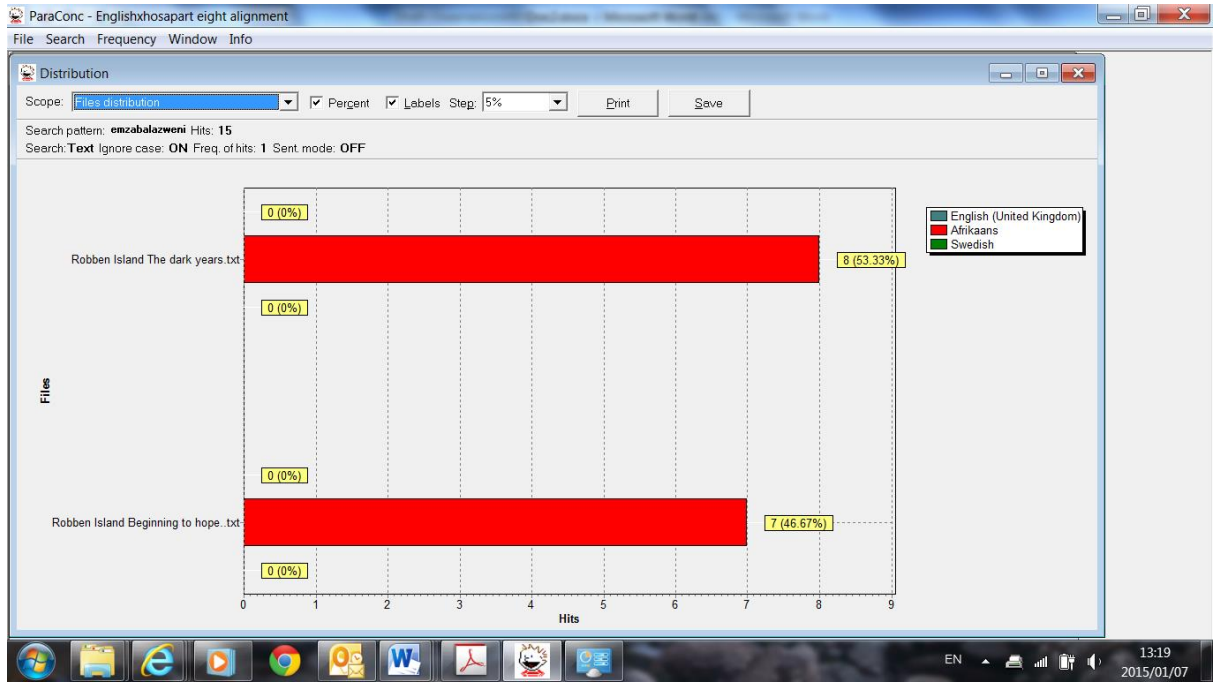 ParaConc - Englishxhosapart eight alignment
File Search Frequency Window Info
Distribution
Scope: Files distribution Percent Labels Step: 5% Print Save
Search pattern: emzabalazweni Hits: 15
Search:Text Ignore case: ON Freq. of hits: 1 Sent. mode: OFF
0 (0%)
English (United Kingdom)
Afrikaans
Swedish
Robben Island The dark years.txt
8 (53.33%)
0 (0%)
Files
0 (0%)
Robben Island Beginning to hope..txt
7 (46.67%)
0 (0%)
0 1 2 3 4 5 6 7 8 9
Hits
EN
13:19
2015/01/07